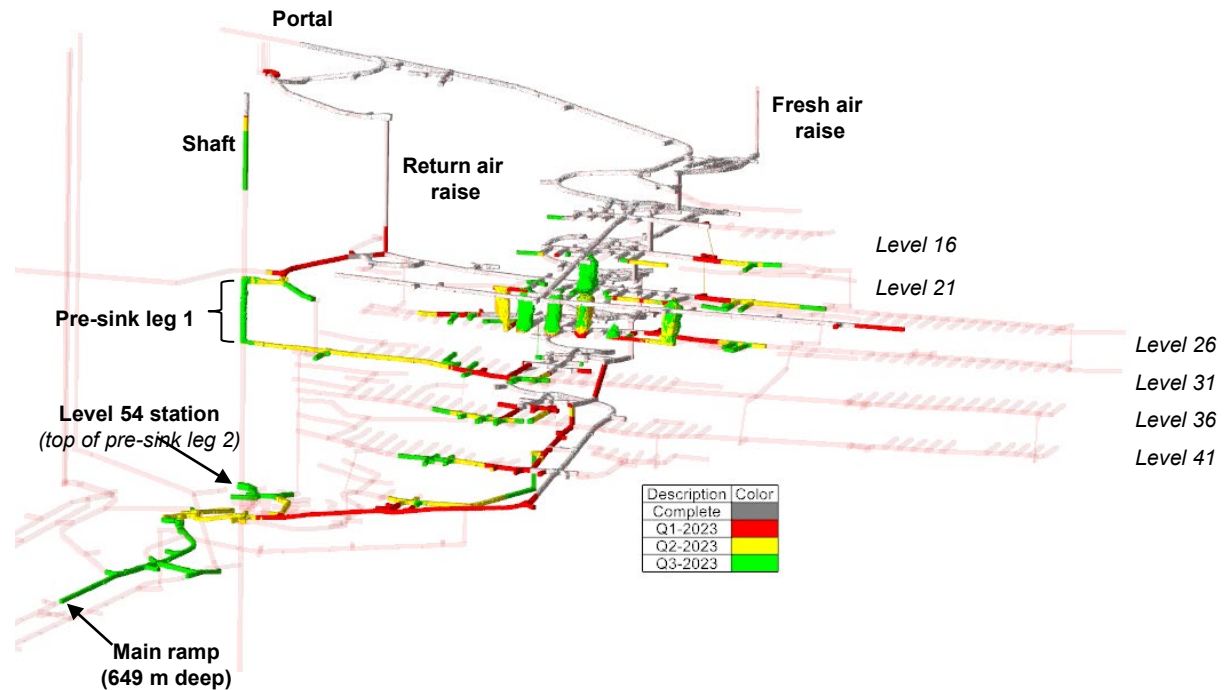 Portal
Fresh air
raise
Shaft
Return air
raise
Level 16
Level 21
Pre-sink leg 1
Level 26
Level 31
Level 54 station
(top of pre-sink leg 2)
Level 36
Level 41
Description Color
Complete
Q1-2023
Q2-2023
Q3-2023
Main ramp
(649 m deep)